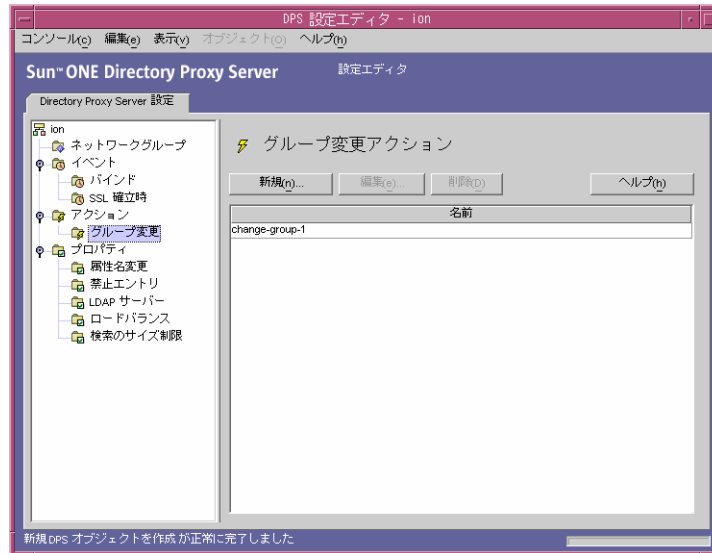 DPS 設定エディタ - ion
コンソール(c) 編集(e) 表示(v) オブジェクト(O) ヘルプ(h)
Sun™ ONE Directory Proxy Server 設定エディタ
Directory Proxy Server 設定
ion
ネットワークグループ
イベント
バインド
SSL 確立時
アクション
グループ変更
プロパティ
属性名変更
禁止エントリ
LDAP サーバー
ロードバランス
検索のサイズ制限
グループ変更アクション
新規(n)... 編集(e)... 削除(D) ヘルプ(h)
名前
change-group-1
新規 DPS オブジェクトを作成 が正常に完了しました